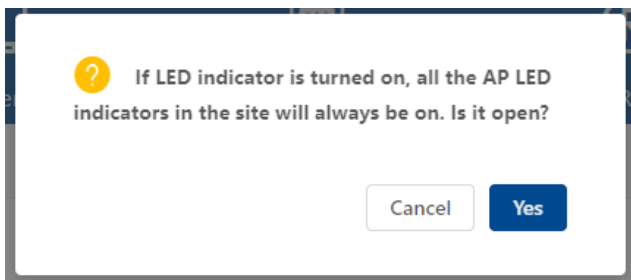 If LED indicator is turned on, all the AP LED
indicators in the site will always be on. Is it open?
Cancel
Yes